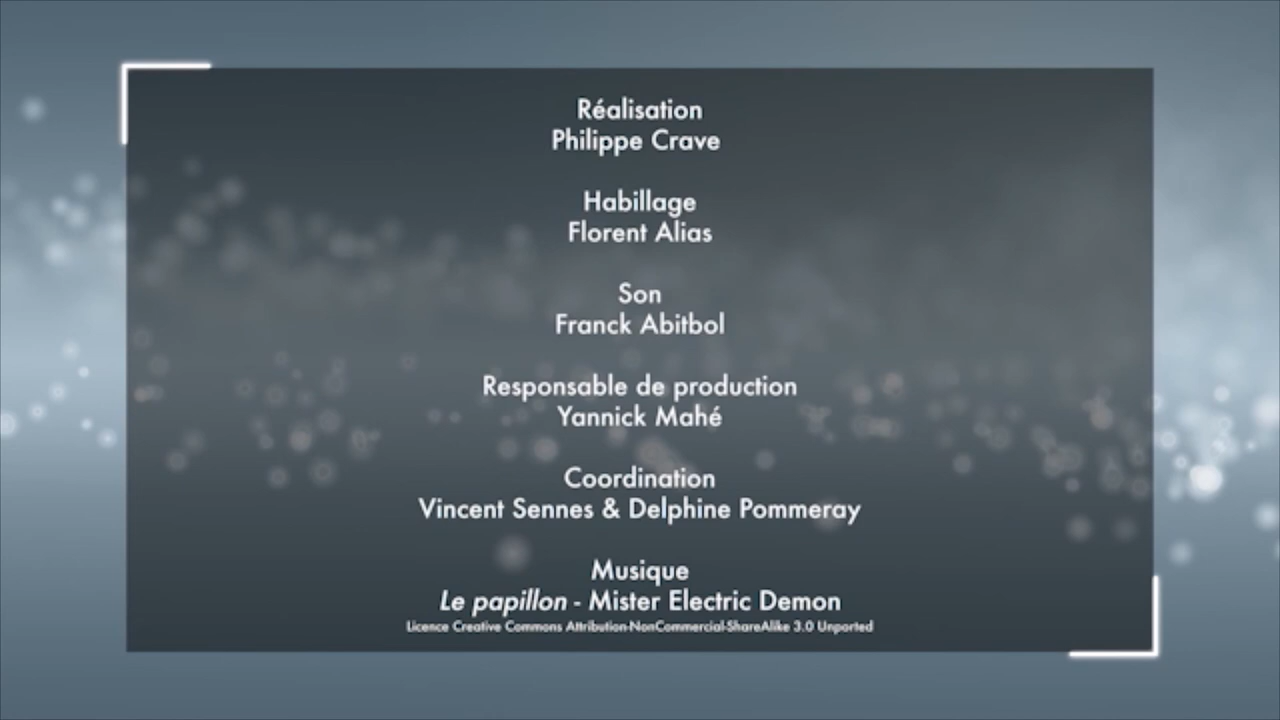 Réalisation
Philippe Crave
Habillage
Florent Alias
Son
Franck Abitbol
Responsable de production
Yannick Mahé
Coordination
Vincent Sennes & Delphine Pommeray
Musique
Le papillon - Mister Electric Demon
Licence Creative Commons Attribution-NonCommercial-ShareAlike 3.0 Unported